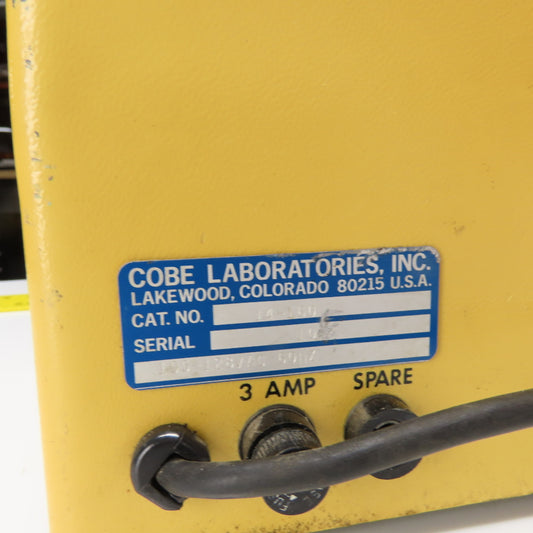 COBE LABORATORIES, INC.
LAKEWOOD, COLORADO 80215 U.S.A.
CAT. NO.
SERIAL
3 AMP SPARE